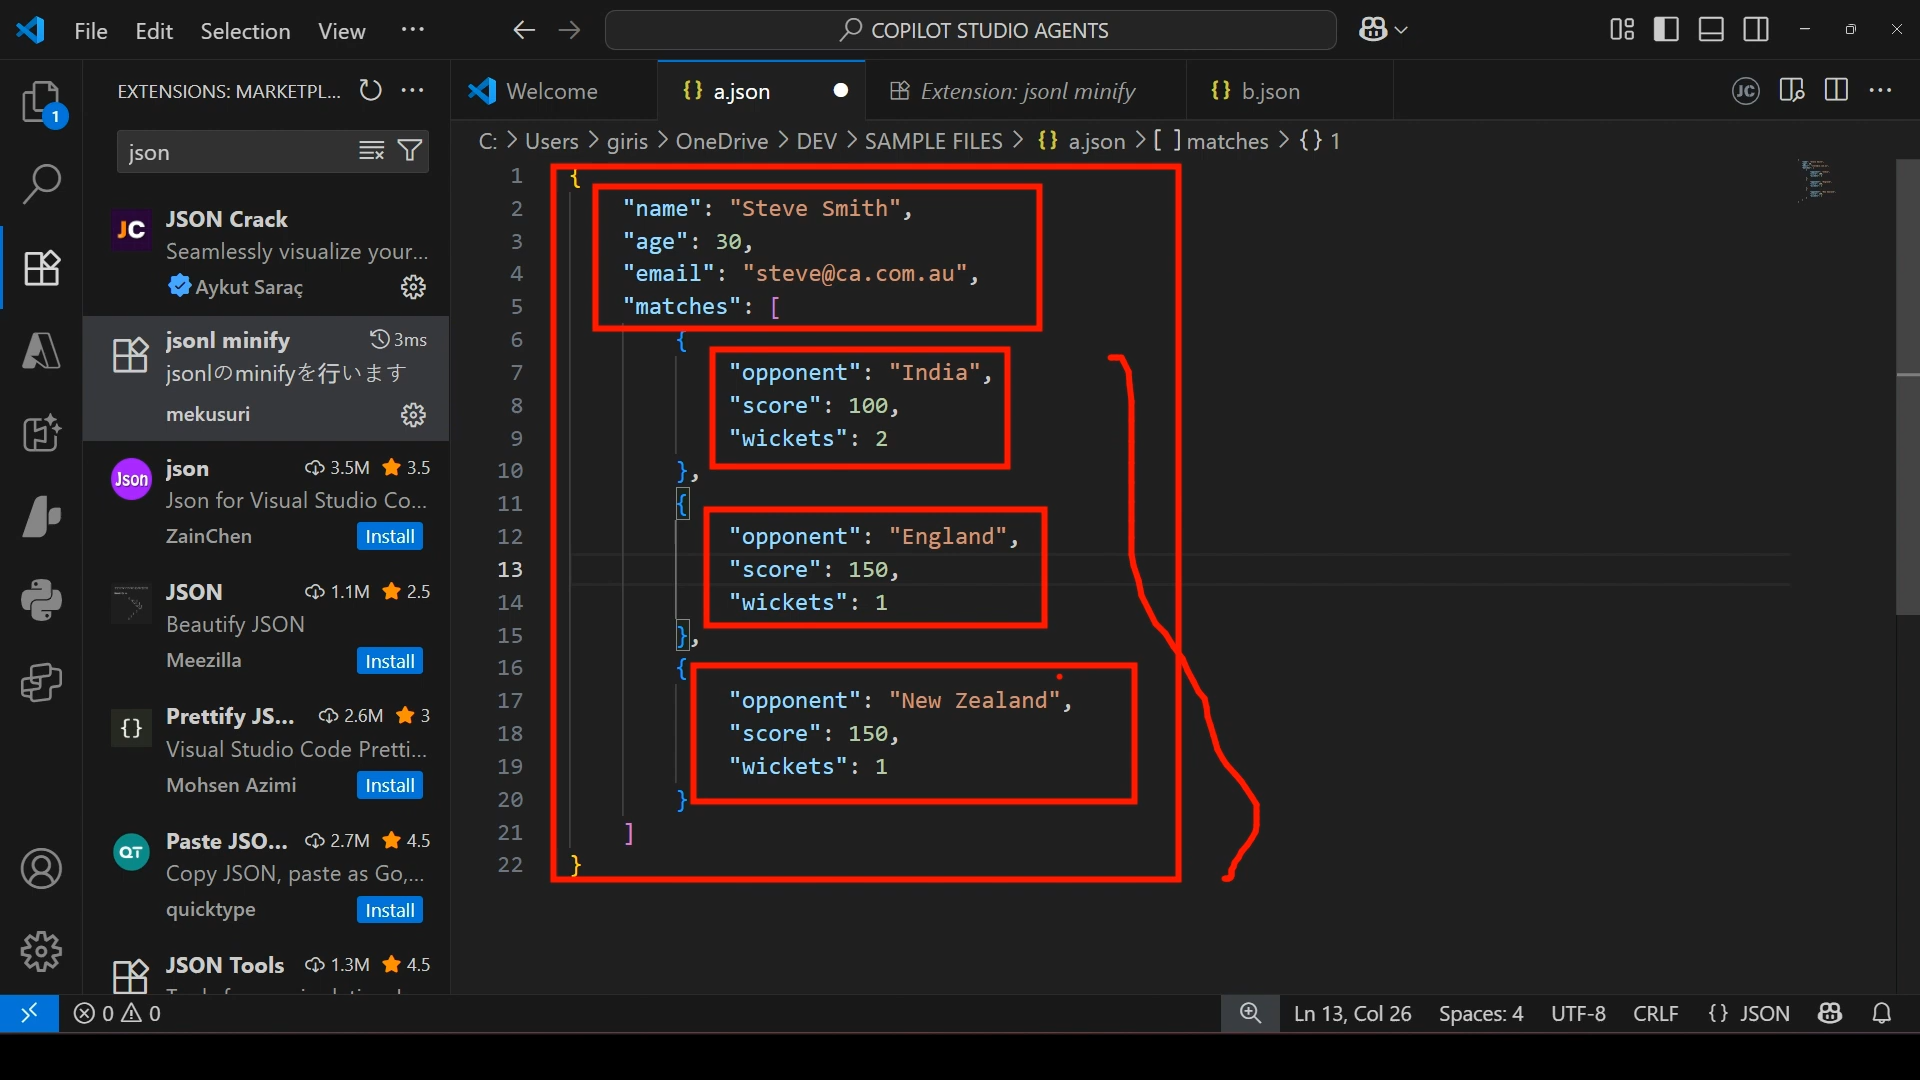 File Edit Selection View ···
COPILOT STUDIO AGENTS
EXTENSIONS: MARKETPL...
json
JC
JSON Crack
Seamlessly visualize your...
Aykut Saraç
jsonl minify 3ms
jsonlのminifyを行います
mekusuri
Json
json 3.5M 3.5
Json for Visual Studio Co...
ZainChen Install
JSON 1.1M 2.5
Beautify JSON
Meezilla Install
{}
Prettify JS... 2.6M 3
Visual Studio Code Pretti...
Mohsen Azimi Install
QT
Paste JSO... 2.7M 4.5
Copy JSON, paste as Go,...
quicktype Install
JSON Tools 1.3M 4.5
1
Welcome {} a.json Extension: jsonl minify {} b.json
JC
C: > Users > giris > OneDrive > DEV > SAMPLE FILES > {} a.json > [ ] matches > {} 1
1 {
2 "name": "Steve Smith",
3 "age": 30,
4 "email": "steve@ca.com.au",
5 "matches": [
6 {
7 "opponent": "India",
8 "score": 100,
9 "wickets": 2
10 },
11 {
12 "opponent": "England",
13 "score": 150,
14 "wickets": 1
15 },
16 {
17 "opponent": "New Zealand",
18 "score": 150,
19 "wickets": 1
20 }
21 ]
22 }
0 0 Ln 13, Col 26 Spaces: 4 UTF-8 CRLF {} JSON